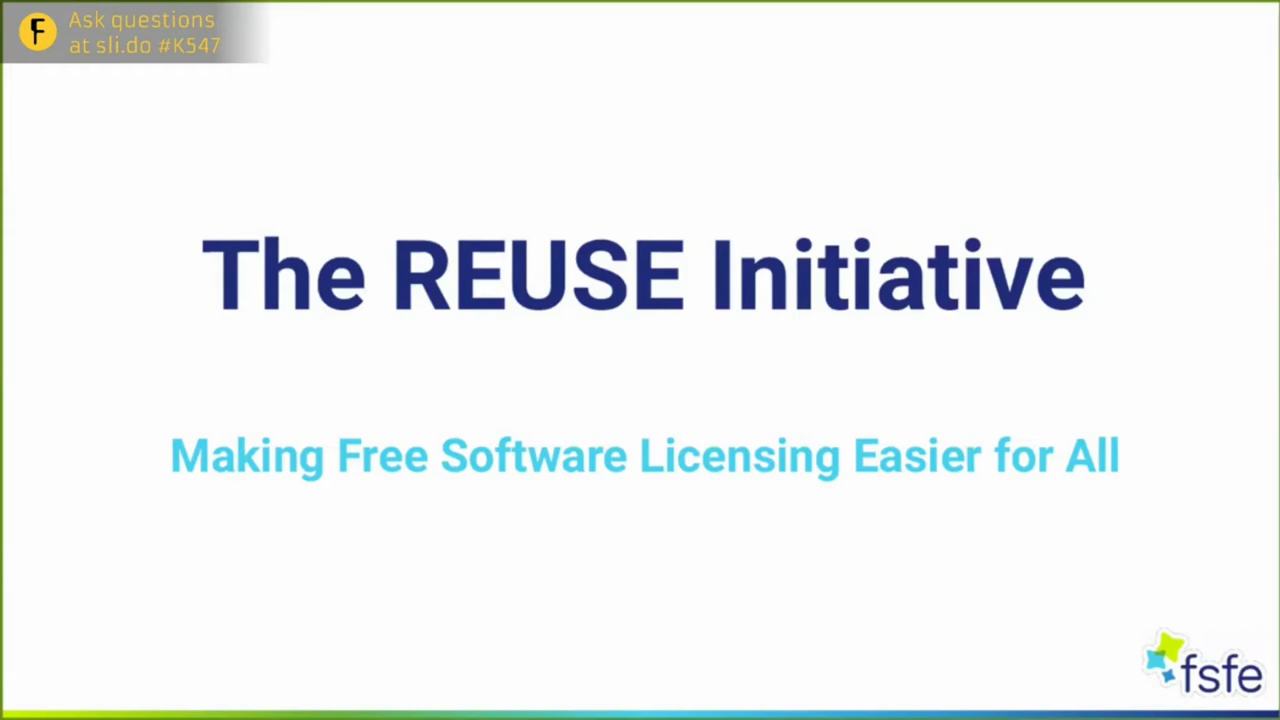 F
Ask questions
at sli.do #K547
The REUSE Initiative
Making Free Software Licensing Easier for All
fsfe